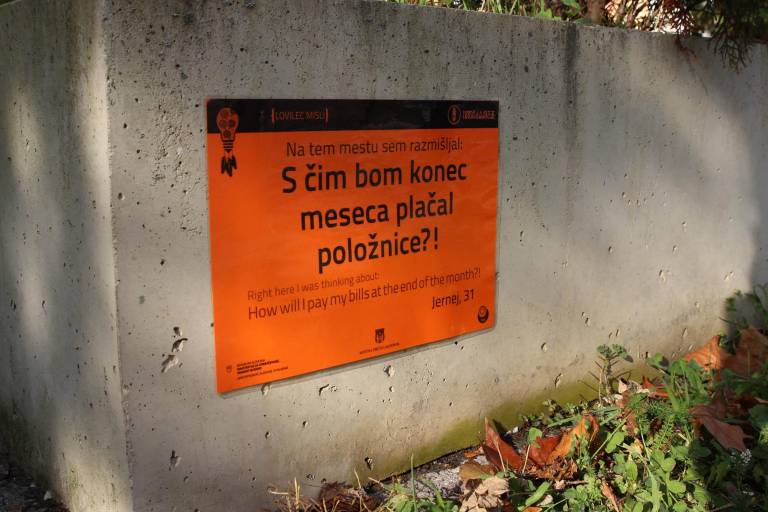 [LOVILEC MISLI]
Na tem mestu sem razmišljal:
S čim bom konec
meseca plačal
položnice?!
Right here I was thinking about:
How will I pay my bills at the end of the month?!
Jernej, 31